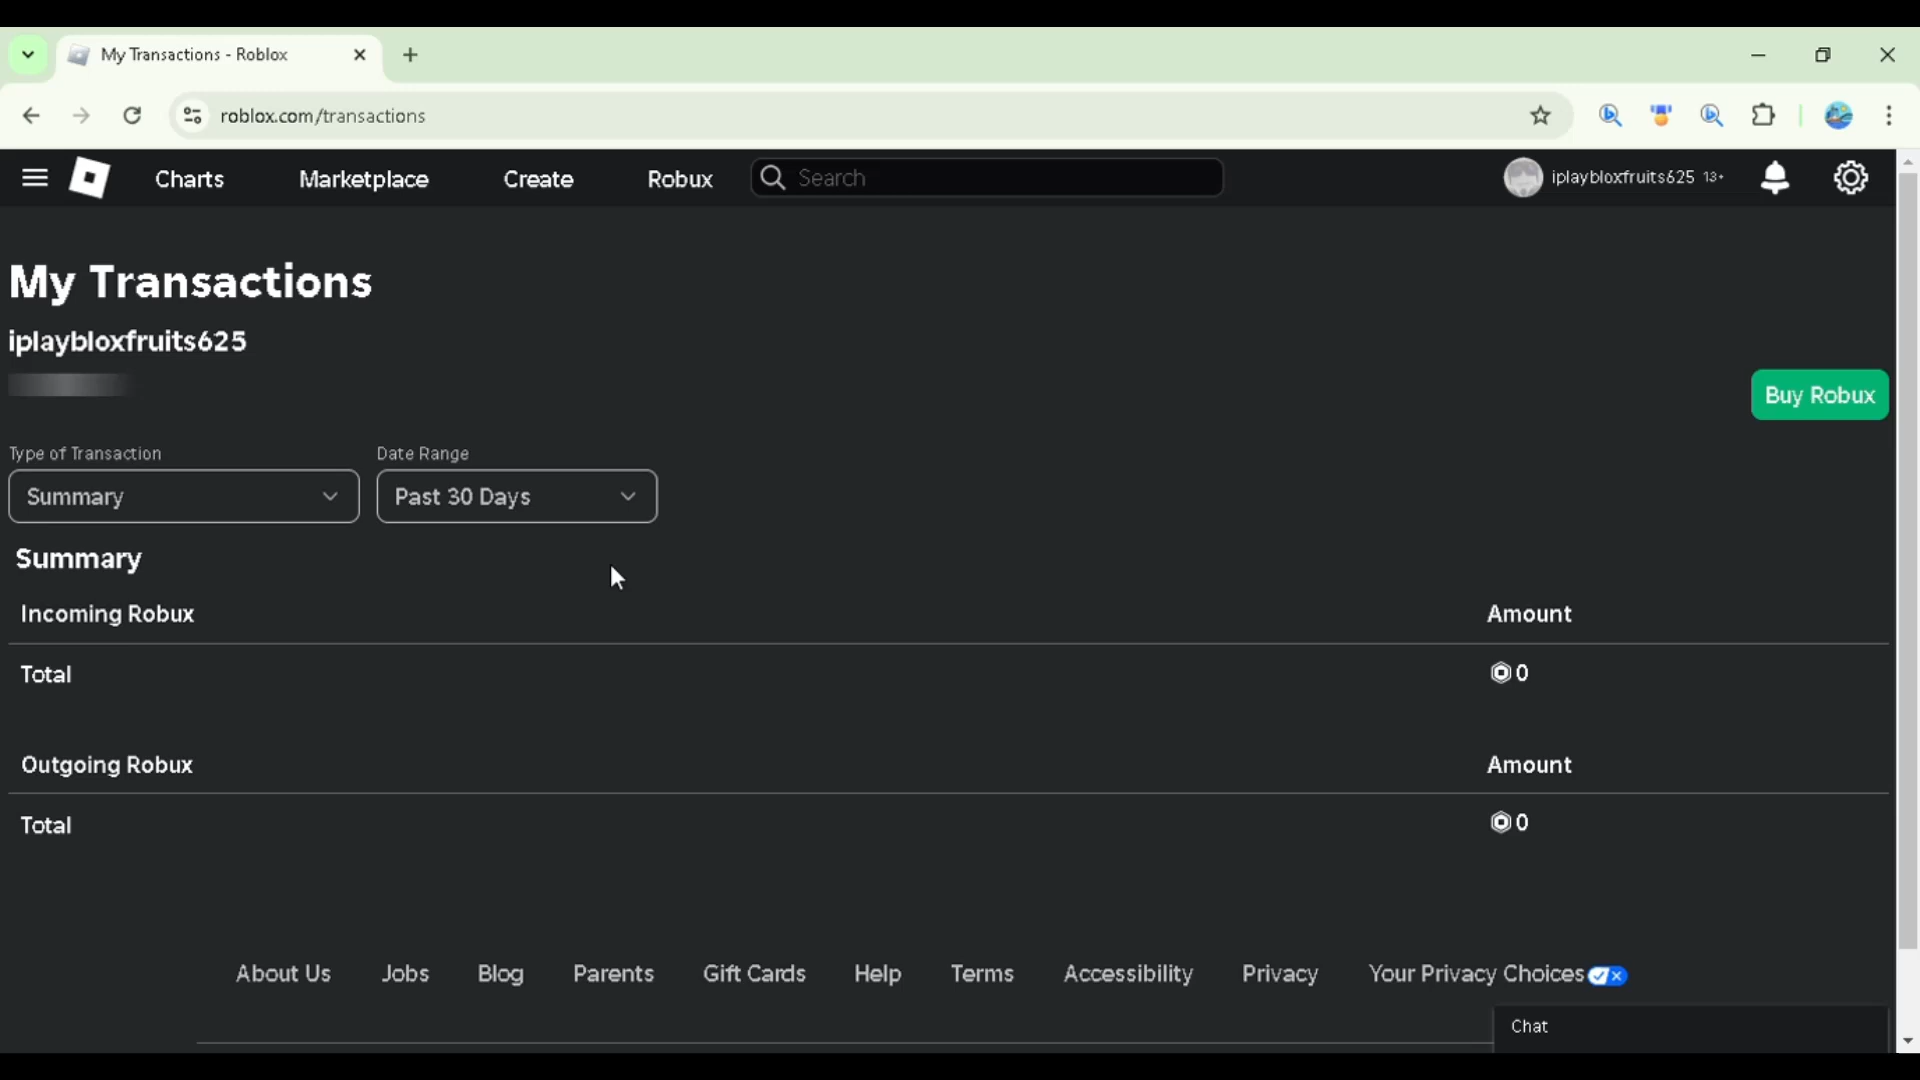 My Transactions - Roblox
roblox.com/transactions
Charts Marketplace Create Robux Search iplaybloxfruits625 13+
My Transactions
iplaybloxfruits625
Buy Robux
Type of Transaction Date Range
Summary Past 30 Days
Summary
Incoming Robux Amount
Total 0
Outgoing Robux Amount
Total 0
About Us Jobs Blog Parents Gift Cards Help Terms Accessibility Privacy Your Privacy Choices
Chat